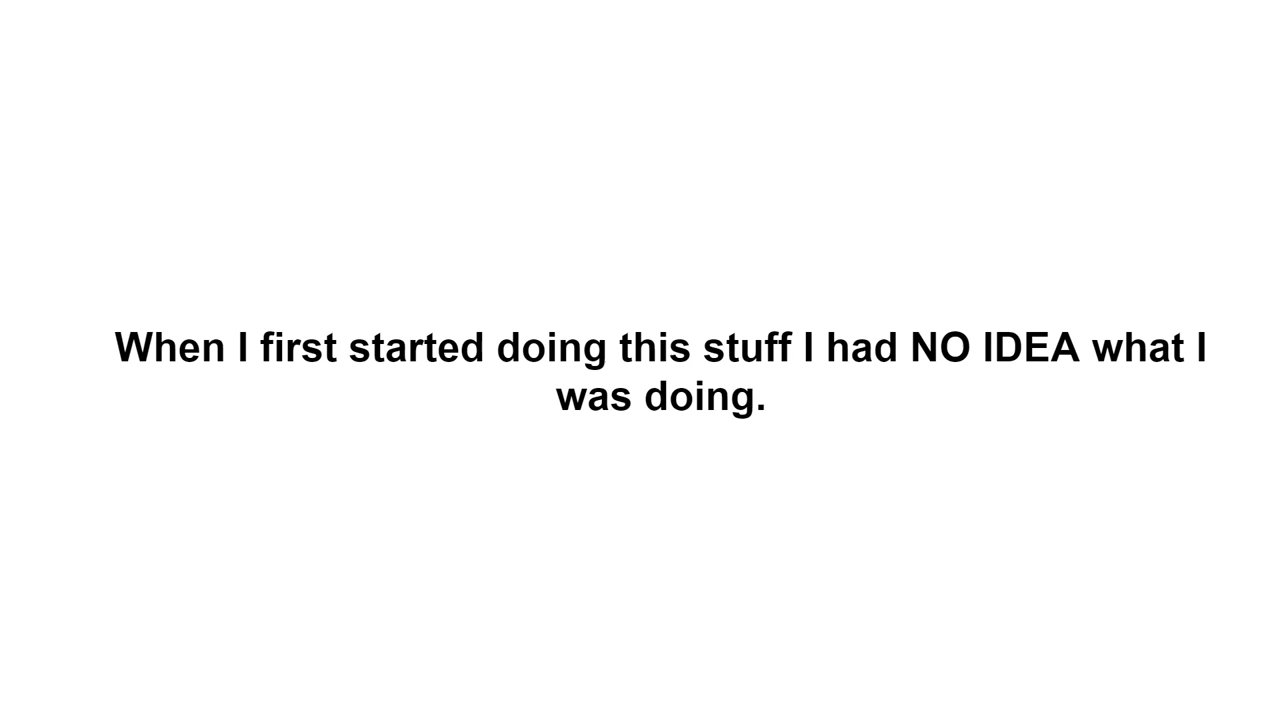 When I first started doing this stuff I had NO IDEA what I
was doing.